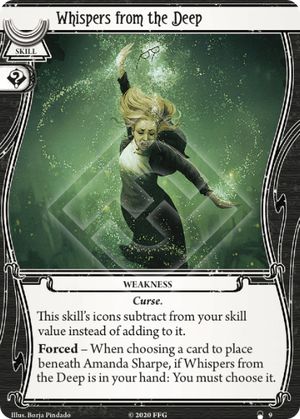 Whispers from the Deep
SKILL
?
WEAKNESS
Curse.
This skill's icons subtract from your skill
value instead of adding to it.
Forced – When choosing a card to place
beneath Amanda Sharpe, if Whispers from
the Deep is in your hand: You must choose it.
Illus. Borja Pindado
© 2020 FFG
9